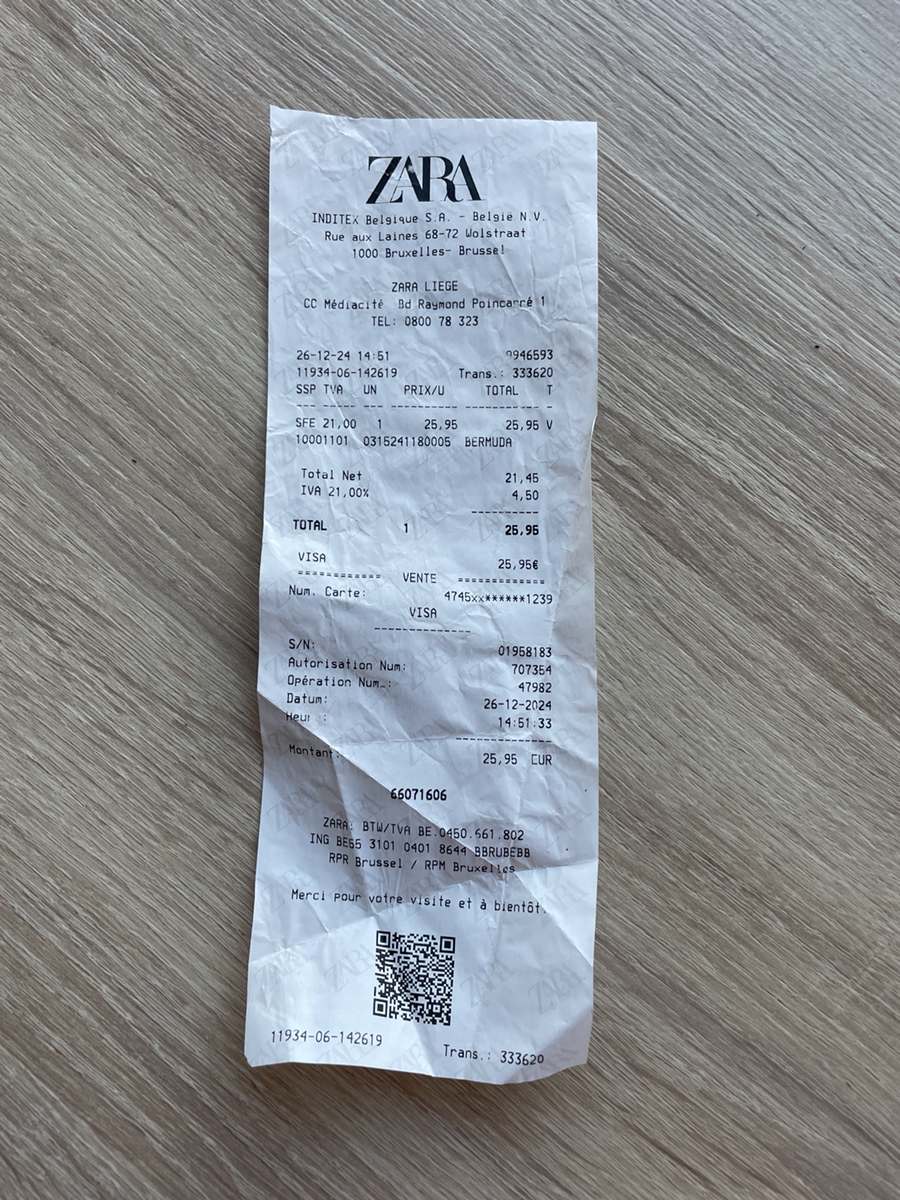 ZARA
INDITEX Belgique S.A. - België N.V.
Rue aux Laines 68-72 Wolstraat
1000 Bruxelles- Brussel
ZARA LIEGE
CC Médiacité Bd Raymond Poincarré 1
TEL: 0800 78 323
26-12-24 14:51 9946593
11934-06-142619 Trans.: 333620
SSP TVA UN PRIX/U TOTAL T
SFE 21,00 1 25,95 25,95 V
10001101 0315241180005 BERMUDA
Total Net 21,45
IVA 21,00% 4,50
TOTAL 1 25,95
VISA 25,95€
============ VENTE ============
Num. Carte: 4745xx******1239
VISA
S/N: 01958183
Autorisation Num: 707354
Opération Num.: 47982
Datum: 26-12-2024
14:51:33
Montant: 25,95 EUR
66071606
ZARA: BTW/TVA BE.0450.561.802
ING BE55 3101 0401 8644 BBRUBEBB
RPR Brussel / RPM Bruxelles
Merci pour votre visite et à bientôt.
11934-06-142619
Trans.: 333620